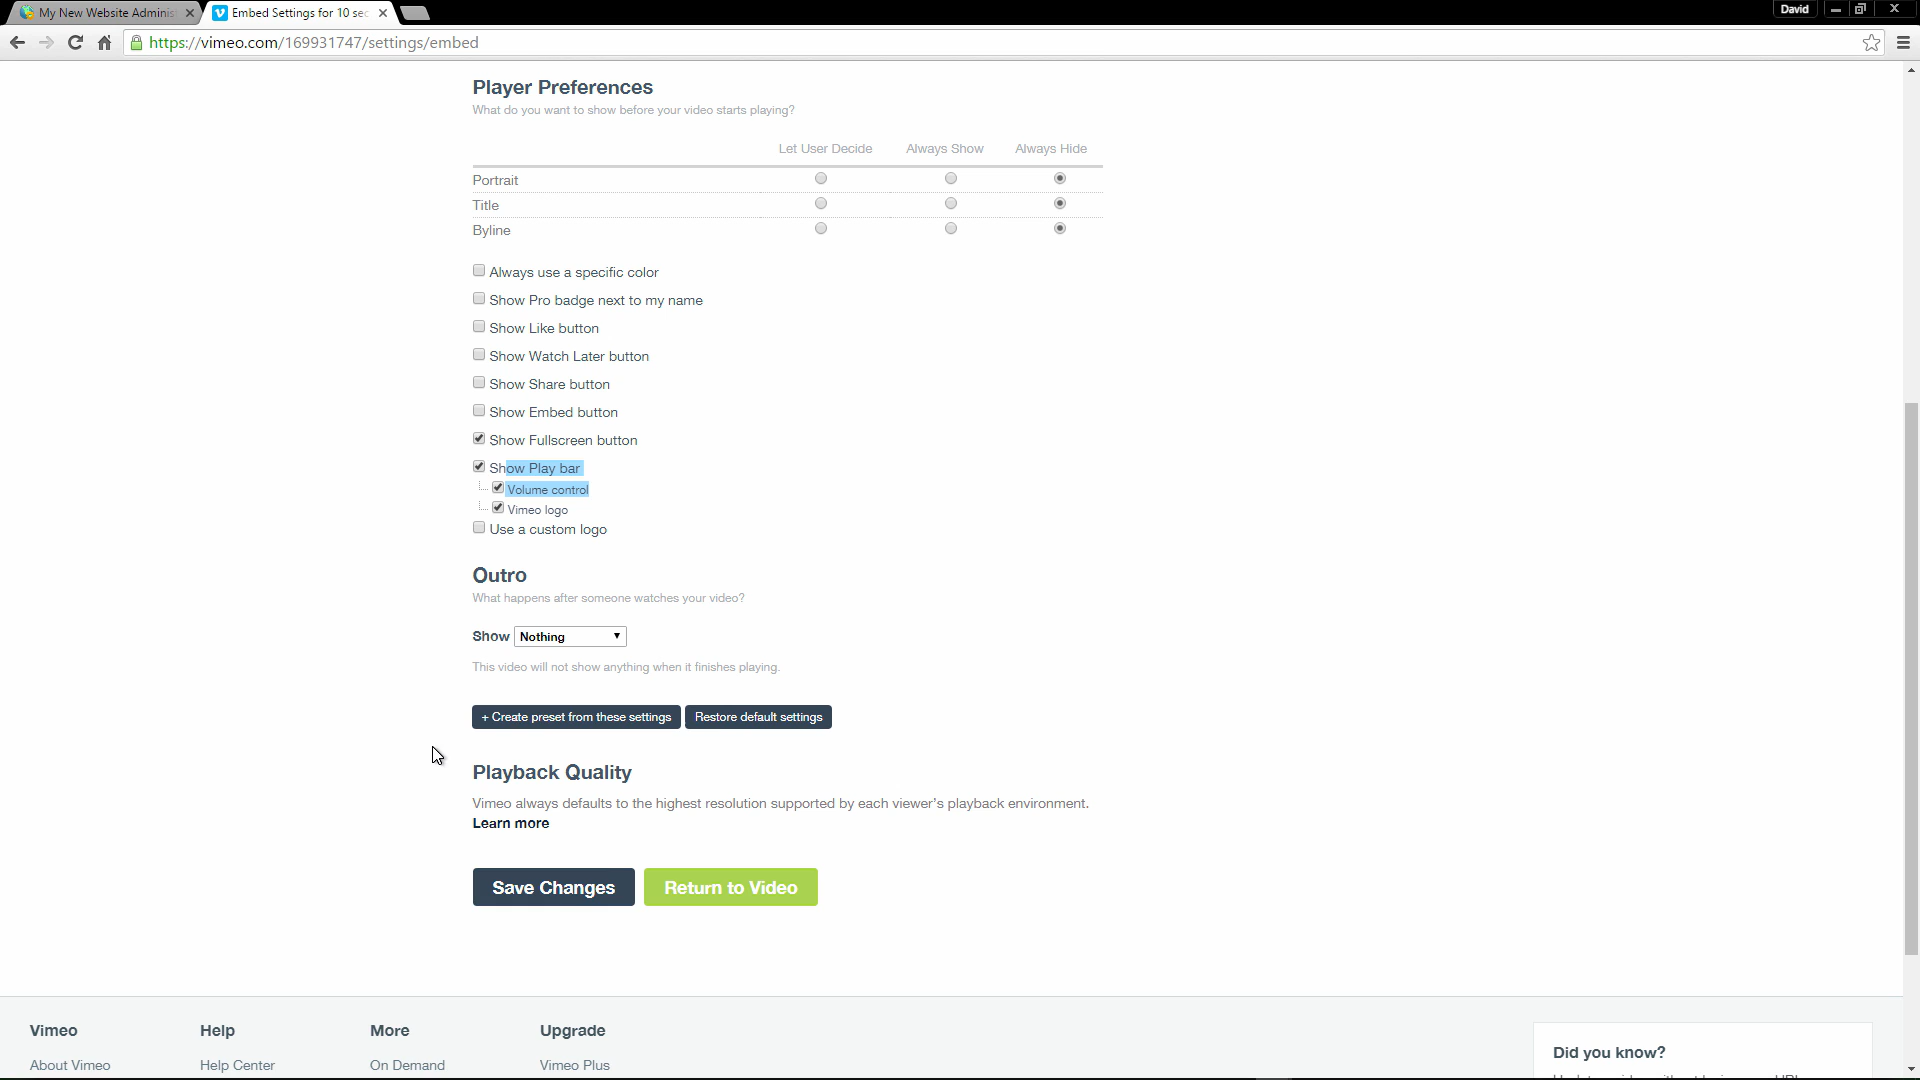 My New Website Adminis
Embed Settings for 10 sec
David
https://vimeo.com/169931747/settings/embed
Player Preferences
What do you want to show before your video starts playing?
Let User Decide Always Show Always Hide
Portrait
Title
Byline
Always use a specific color
Show Pro badge next to my name
Show Like button
Show Watch Later button
Show Share button
Show Embed button
Show Fullscreen button
Show Play bar
Volume control
Vimeo logo
Use a custom logo
Outro
What happens after someone watches your video?
Show Nothing
This video will not show anything when it finishes playing.
+ Create preset from these settings Restore default settings
Playback Quality
Vimeo always defaults to the highest resolution supported by each viewer's playback environment.
Learn more
Save Changes Return to Video
Vimeo Help More Upgrade
About Vimeo Help Center On Demand Vimeo Plus
Did you know?